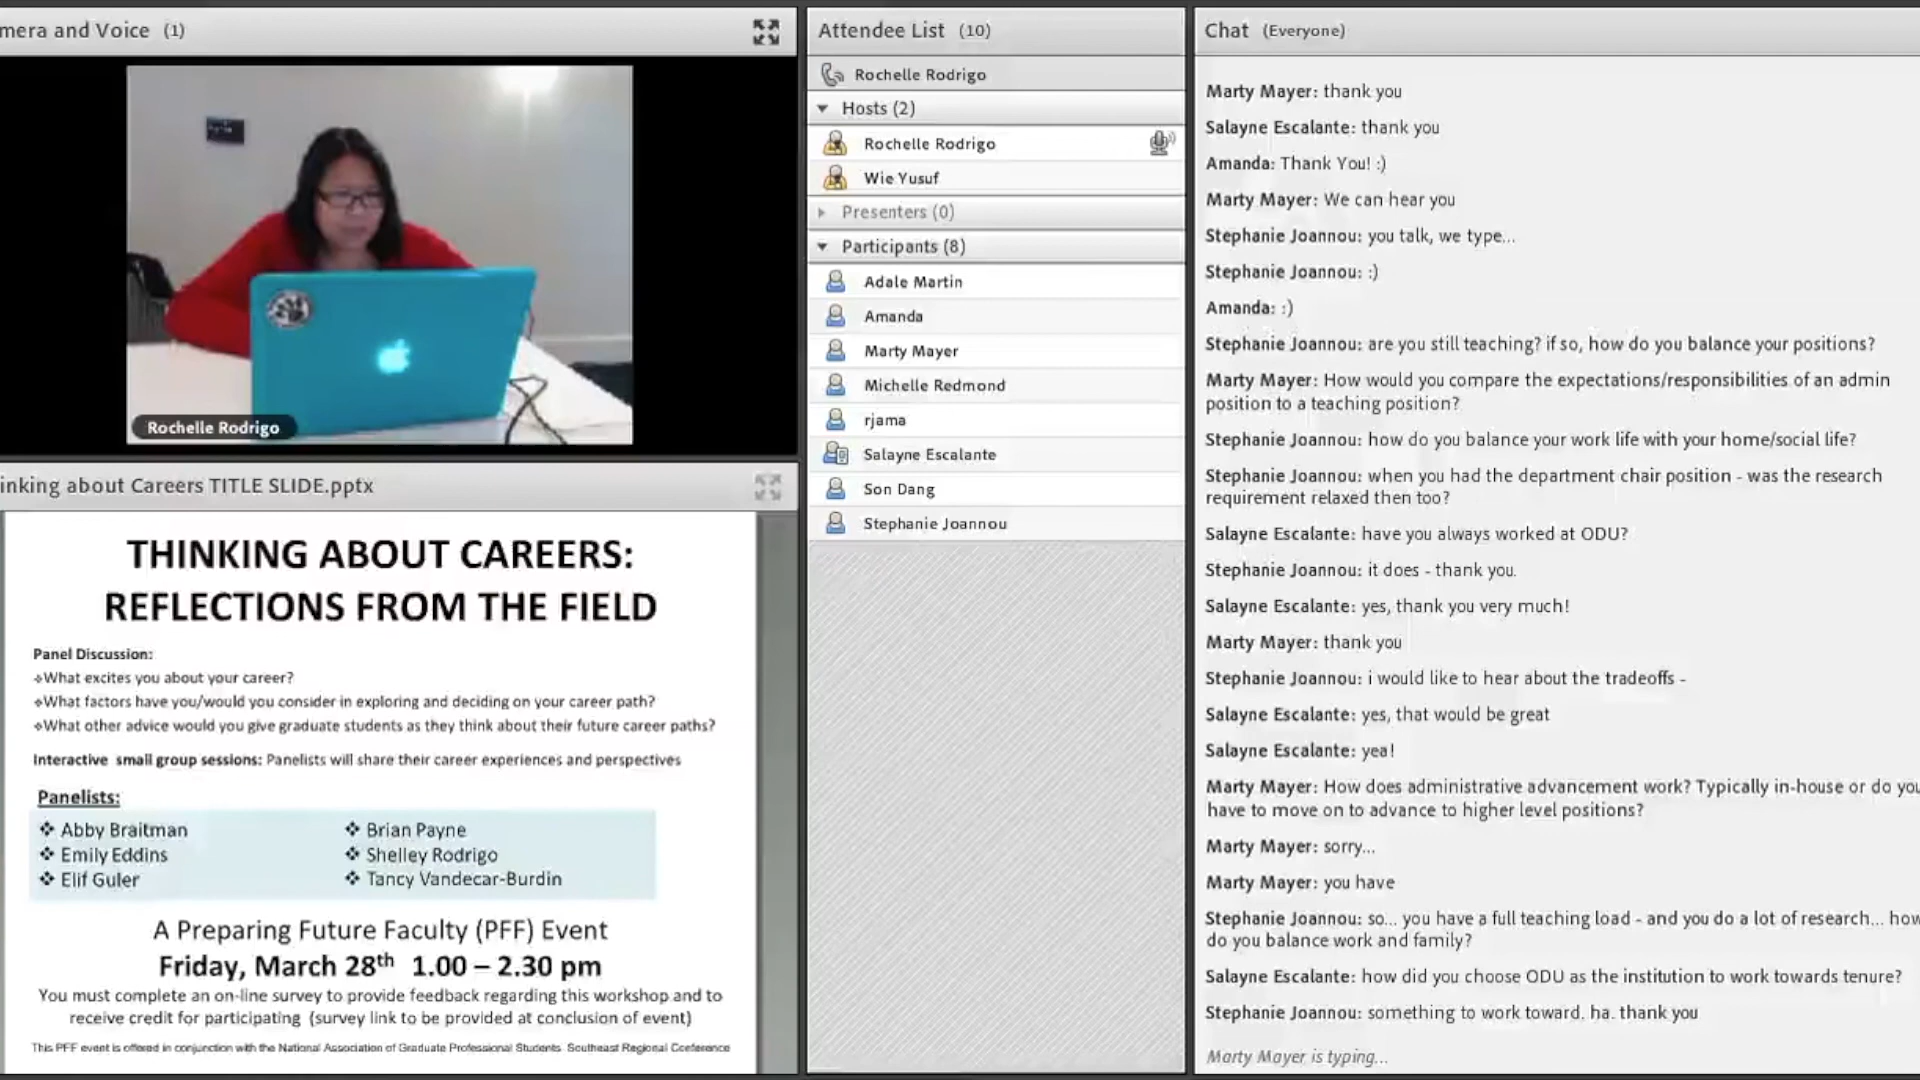 mera and Voice (1)
Rochelle Rodrigo
inking about Careers TITLE SLIDE.pptx
THINKING ABOUT CAREERS:
REFLECTIONS FROM THE FIELD
Panel Discussion:
❖What excites you about your career?
❖What factors have you/would you consider in exploring and deciding on your career path?
❖What other advice would you give graduate students as they think about their future career paths?
Interactive small group sessions: Panelists will share their career experiences and perspectives
Panelists:
❖ Abby Braitman
❖ Emily Eddins
❖ Elif Guler
❖ Brian Payne
❖ Shelley Rodrigo
❖ Tancy Vandecar-Burdin
A Preparing Future Faculty (PFF) Event
Friday, March 28th 1.00 – 2.30 pm
You must complete an on-line survey to provide feedback regarding this workshop and to
receive credit for participating (survey link to be provided at conclusion of event)
This PFF event is offered in conjunction with the National Association of Graduate Professional Students Southeast Regional Conference
Attendee List (10)
Rochelle Rodrigo
Hosts (2)
Rochelle Rodrigo
Wie Yusuf
Presenters (0)
Participants (8)
Adale Martin
Amanda
Marty Mayer
Michelle Redmond
rjama
Salayne Escalante
Son Dang
Stephanie Joannou
Chat (Everyone)
Marty Mayer: thank you
Salayne Escalante: thank you
Amanda: Thank You! :)
Marty Mayer: We can hear you
Stephanie Joannou: you talk, we type...
Stephanie Joannou: :)
Amanda: :)
Stephanie Joannou: are you still teaching? if so, how do you balance your positions?
Marty Mayer: How would you compare the expectations/responsibilities of an admin
position to a teaching position?
Stephanie Joannou: how do you balance your work life with your home/social life?
Stephanie Joannou: when you had the department chair position - was the research
requirement relaxed then too?
Salayne Escalante: have you always worked at ODU?
Stephanie Joannou: it does - thank you.
Salayne Escalante: yes, thank you very much!
Marty Mayer: thank you
Stephanie Joannou: i would like to hear about the tradeoffs -
Salayne Escalante: yes, that would be great
Salayne Escalante: yea!
Marty Mayer: How does administrative advancement work? Typically in-house or do you
have to move on to advance to higher level positions?
Marty Mayer: sorry...
Marty Mayer: you have
Stephanie Joannou: so... you have a full teaching load - and you do a lot of research... how
do you balance work and family?
Salayne Escalante: how did you choose ODU as the institution to work towards tenure?
Stephanie Joannou: something to work toward. ha. thank you
Marty Mayer is typing...